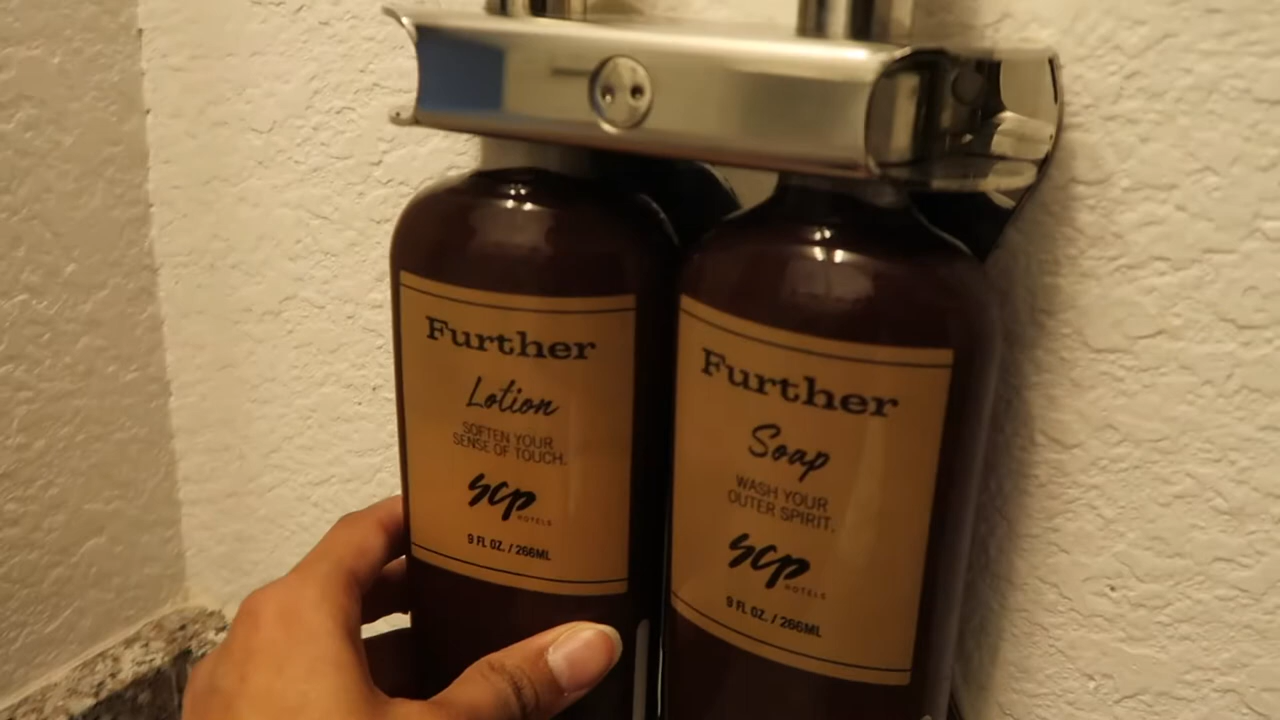 Further
Lotion
SOFTEN YOUR
SENSE OF TOUCH.
scp
HOTELS
9 FL OZ. / 266ML
Further
Soap
WASH YOUR
OUTER SPIRIT.
scp
HOTELS
9 FL OZ. / 266ML